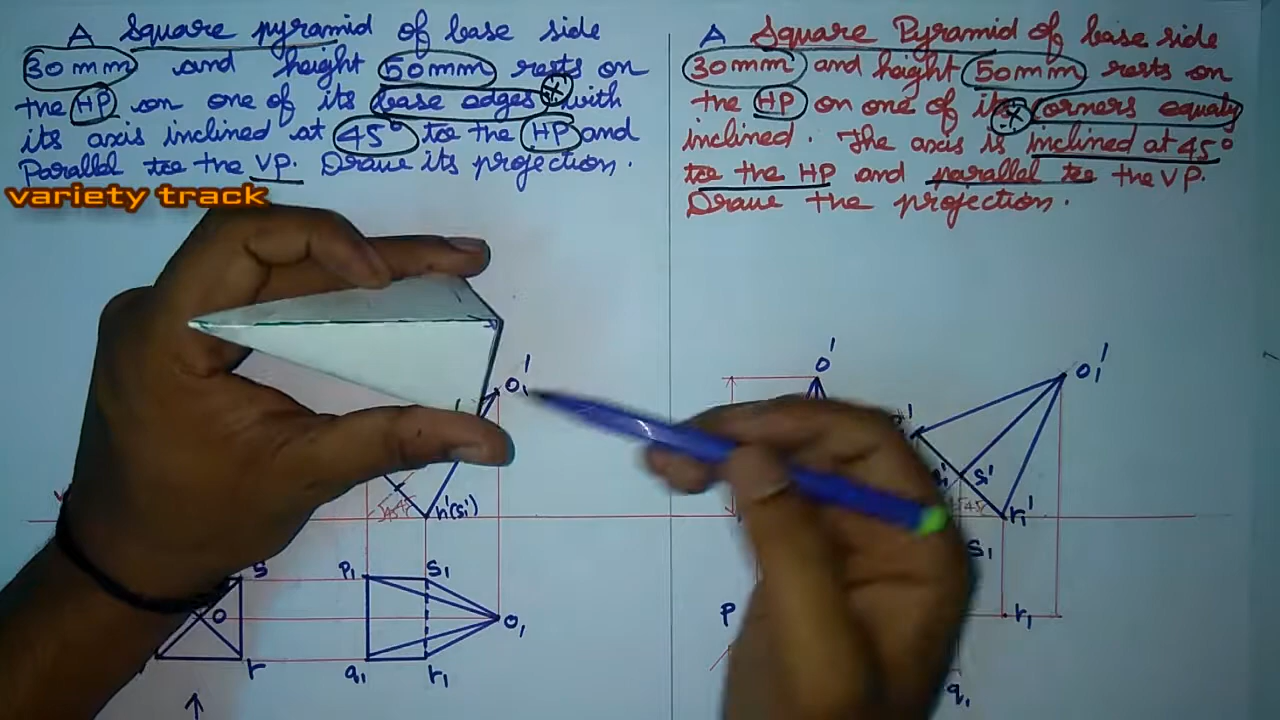 A Square pyramid of base side
30mm and height 50mm rests on
the HP on one of its base edges with
its axis inclined at 45° to the HP and
Parallel to the VP. Draw its projection.
variety track
A Square Pyramid of base side
30mm and height 50mm rests on
the HP on one of its corners equaly
inclined. The axis is inclined at 45°
to the HP and parallel to the VP.
Draw the projection.
o₁'
r'(s')
s
o
r
p₁
s₁
o₁
q₁
r₁
o'
o₁'
s₁'
r₁'
s₁
p
r₁
q₁